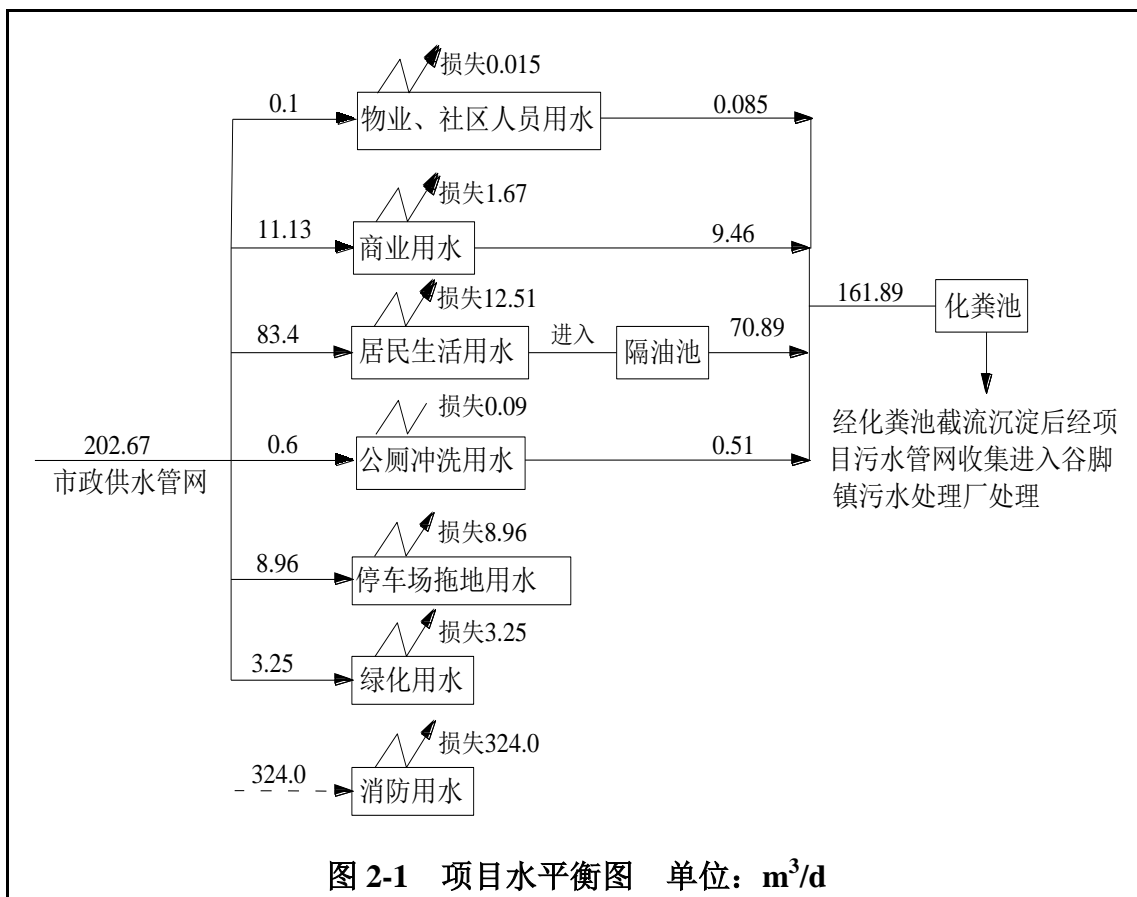 损失0.015
0.1
物业、社区人员用水
0.085
损失1.67
11.13
商业用水
9.46
损失12.51
83.4
居民生活用水
进入
隔油池
70.89
161.89
化粪池
损失0.09
0.6
公厕冲洗用水
0.51
经化粪池截流沉淀后经项
目污水管网收集进入谷脚
镇污水处理厂处理
202.67
市政供水管网
损失8.96
8.96
停车场拖地用水
损失3.25
3.25
绿化用水
损失324.0
324.0
消防用水
图 2-1 项目水平衡图 单位：m³/d